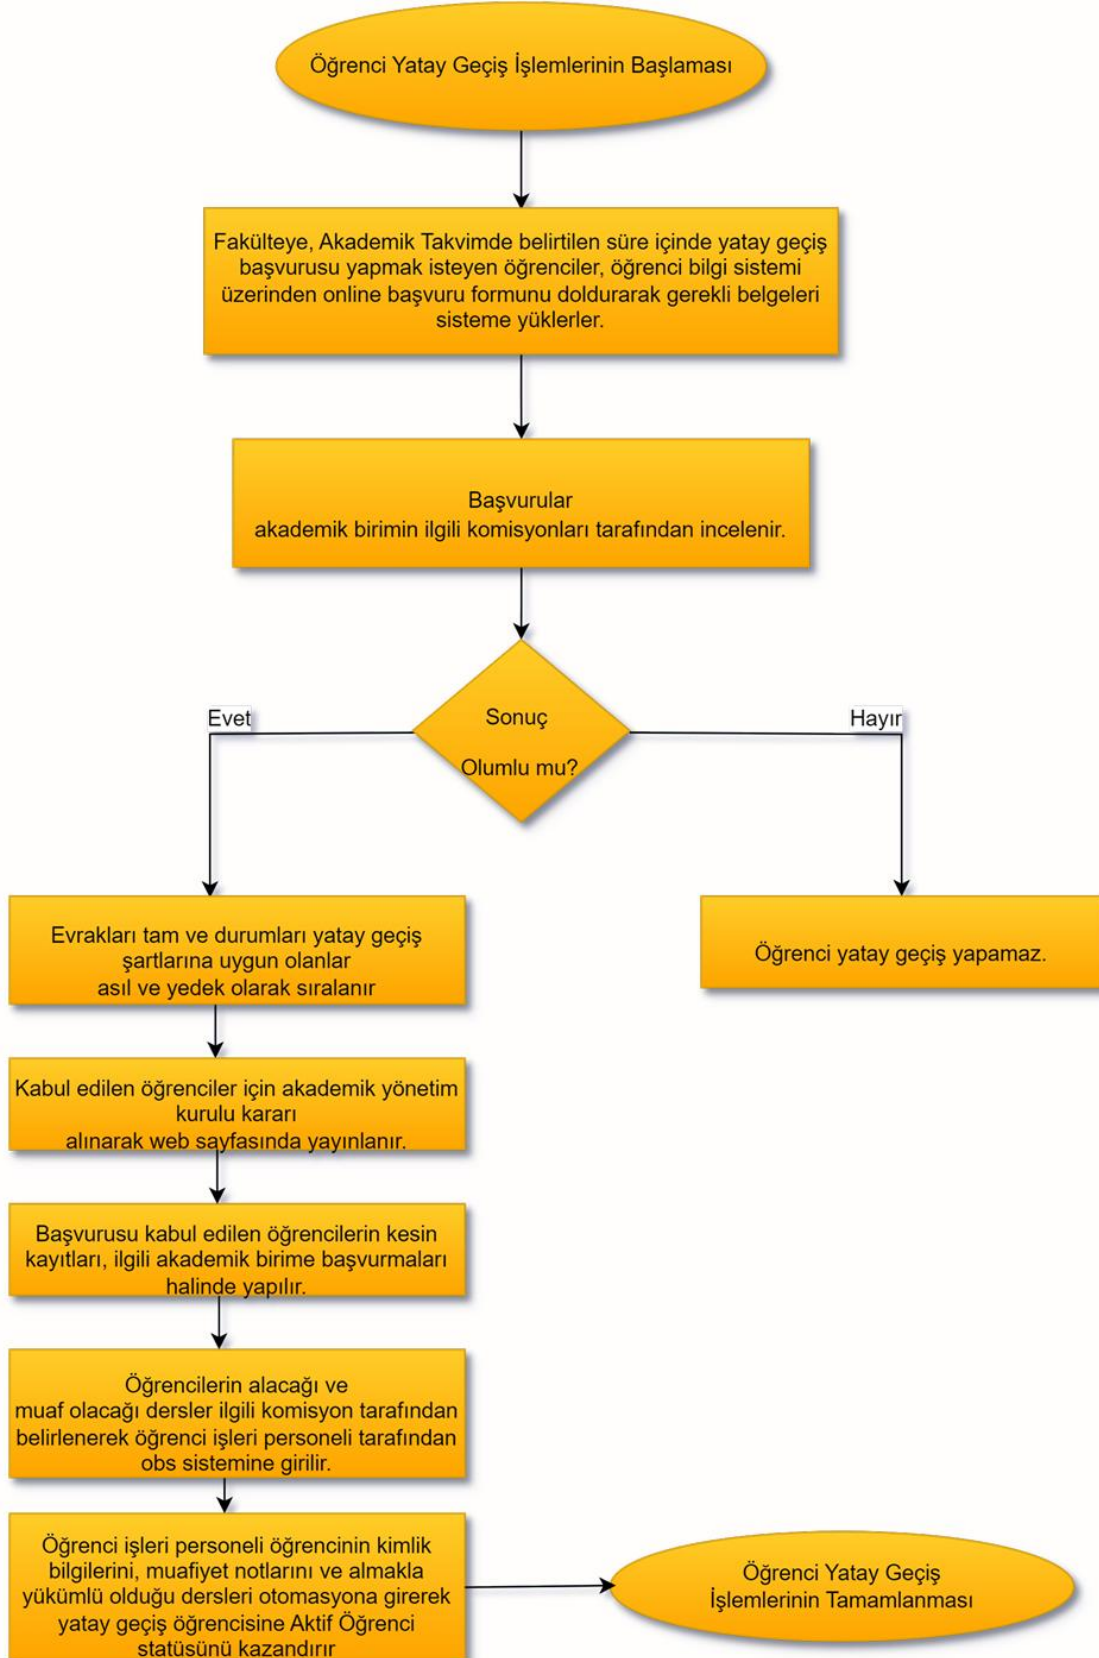 Öğrenci Yatay Geçiş İşlemlerinin Başlaması
Fakülteye, Akademik Takvimde belirtilen süre içinde yatay geçiş
başvurusu yapmak isteyen öğrenciler, öğrenci bilgi sistemi
üzerinden online başvuru formunu doldurarak gerekli belgeleri
sisteme yüklerler.
Başvurular
akademik birimin ilgili komisyonları tarafından incelenir.
Sonuç
Olumlu mu?
Evet
Hayır
Evrakları tam ve durumları yatay geçiş
şartlarına uygun olanlar
asıl ve yedek olarak sıralanır
Öğrenci yatay geçiş yapamaz.
Kabul edilen öğrenciler için akademik yönetim
kurulu kararı
alınarak web sayfasında yayınlanır.
Başvurusu kabul edilen öğrencilerin kesin
kayıtları, ilgili akademik birime başvurmaları
halinde yapılır.
Öğrencilerin alacağı ve
muaf olacağı dersler ilgili komisyon tarafından
belirlenerek öğrenci işleri personeli tarafından
obs sistemine girilir.
Öğrenci işleri personeli öğrencinin kimlik
bilgilerini, muafiyet notlarını ve almakla
yükümlü olduğu dersleri otomasyona girerek
yatay geçiş öğrencisine Aktif Öğrenci
statüsünü kazandırır
Öğrenci Yatay Geçiş
İşlemlerinin Tamamlanması